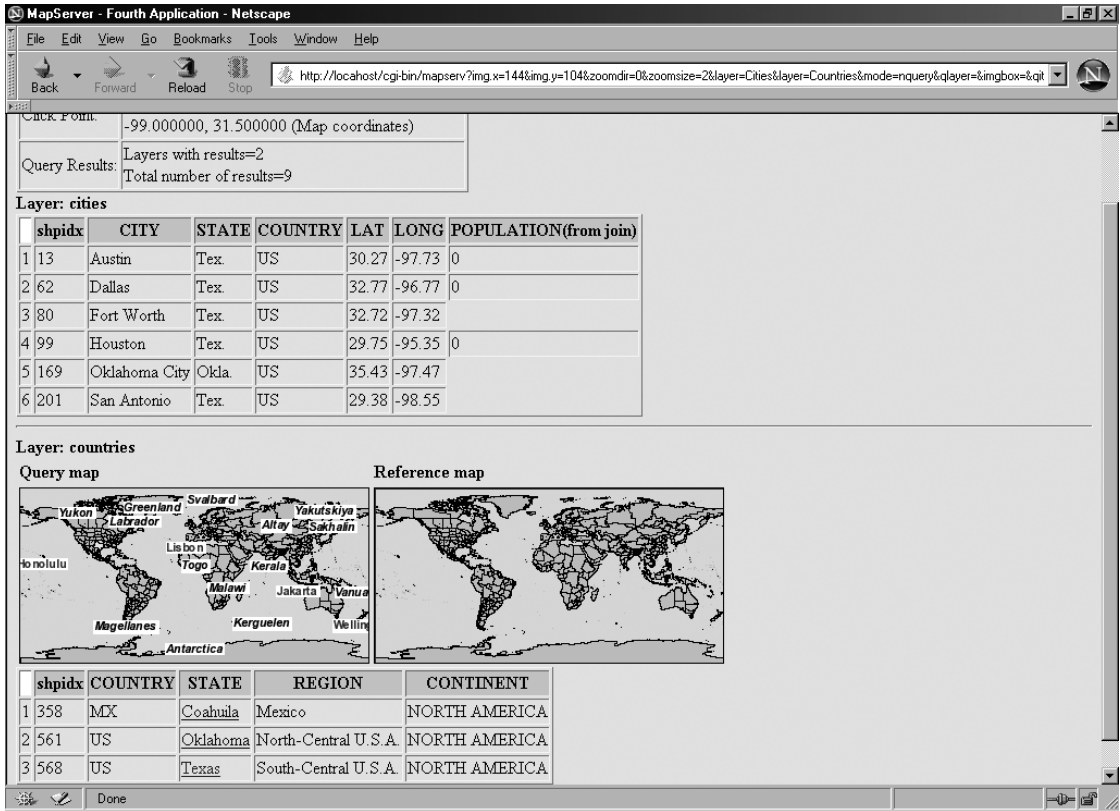 MapServer - Fourth Application - Netscape
File Edit View Go Bookmarks Tools Window Help
Back Forward Reload Stop http://locahost/cgi-bin/mapserv?img.x=144&img.y=104&zoomdir=0&zoomsize=2&layer=Cities&layer=Countries&mode=nquery&qlayer=&imgbox=&qit
Click Point:
-99.000000, 31.500000 (Map coordinates)
Query Results: Layers with results=2
Total number of results=9
Layer: cities
shpidx CITY STATE COUNTRY LAT LONG POPULATION(from join)
1 13 Austin Tex. US 30.27 -97.73 0
2 62 Dallas Tex. US 32.77 -96.77 0
3 80 Fort Worth Tex. US 32.72 -97.32
4 99 Houston Tex. US 29.75 -95.35 0
5 169 Oklahoma City Okla. US 35.43 -97.47
6 201 San Antonio Tex. US 29.38 -98.55
Layer: countries
Query map Reference map
Svalbard
Yukon Greenland Yakutskiya
Labrador Altay Sakhalin
Lisbon
Honolulu Togo Kerala
Malawi Jakarta Vanua
Magellanes Kerguelen Welling
Antarctica
shpidx COUNTRY STATE REGION CONTINENT
1 358 MX Coahuila Mexico NORTH AMERICA
2 561 US Oklahoma North-Central U.S.A. NORTH AMERICA
3 568 US Texas South-Central U.S.A. NORTH AMERICA
Done